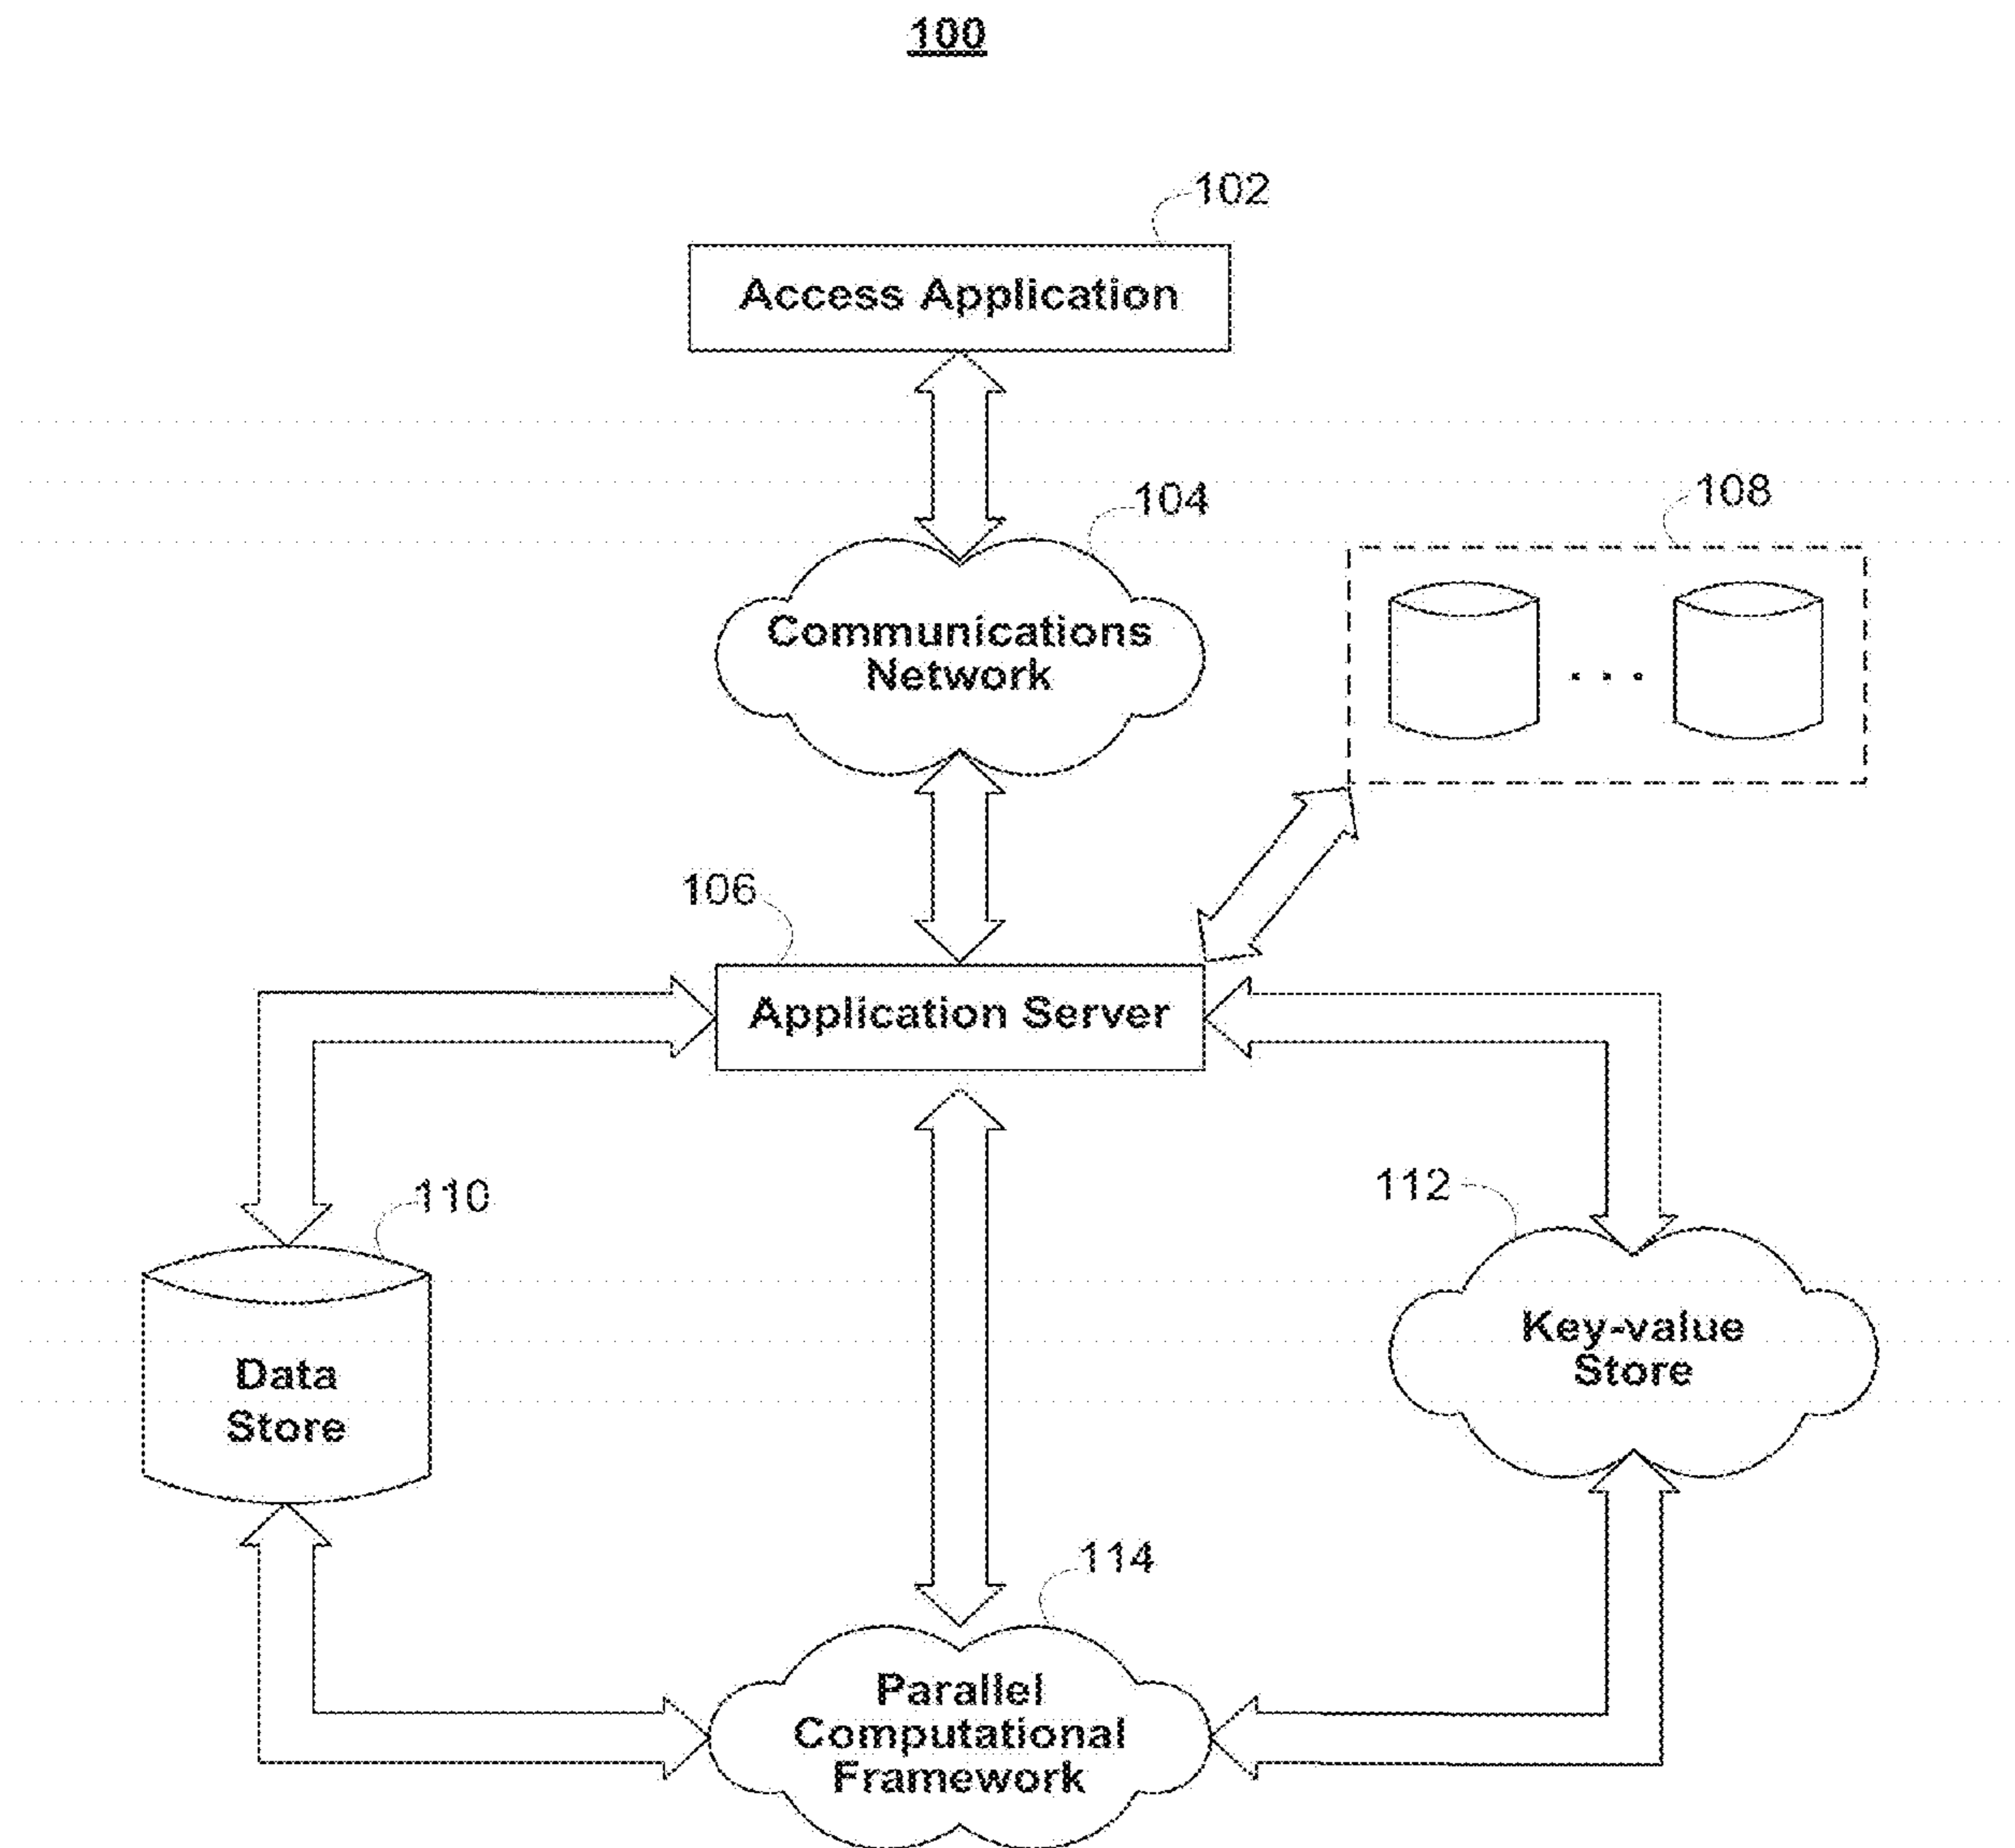 100
102
Access Application
104
108
Communications
Network
. . .
106
Application Server
110
112
Data
Store
Key-value
Store
114
Parallel
Computational
Framework